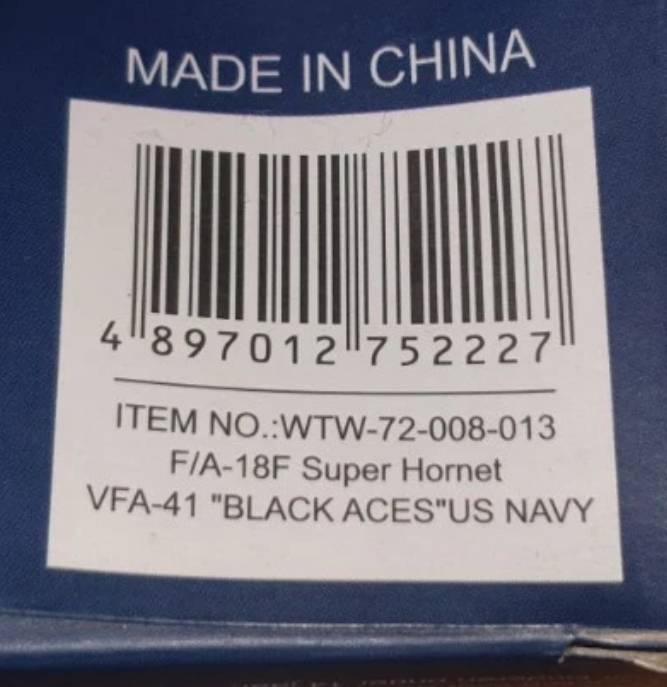 MADE IN CHINA
4 897012 752227
ITEM NO.:WTW-72-008-013
F/A-18F Super Hornet
VFA-41 "BLACK ACES"US NAVY